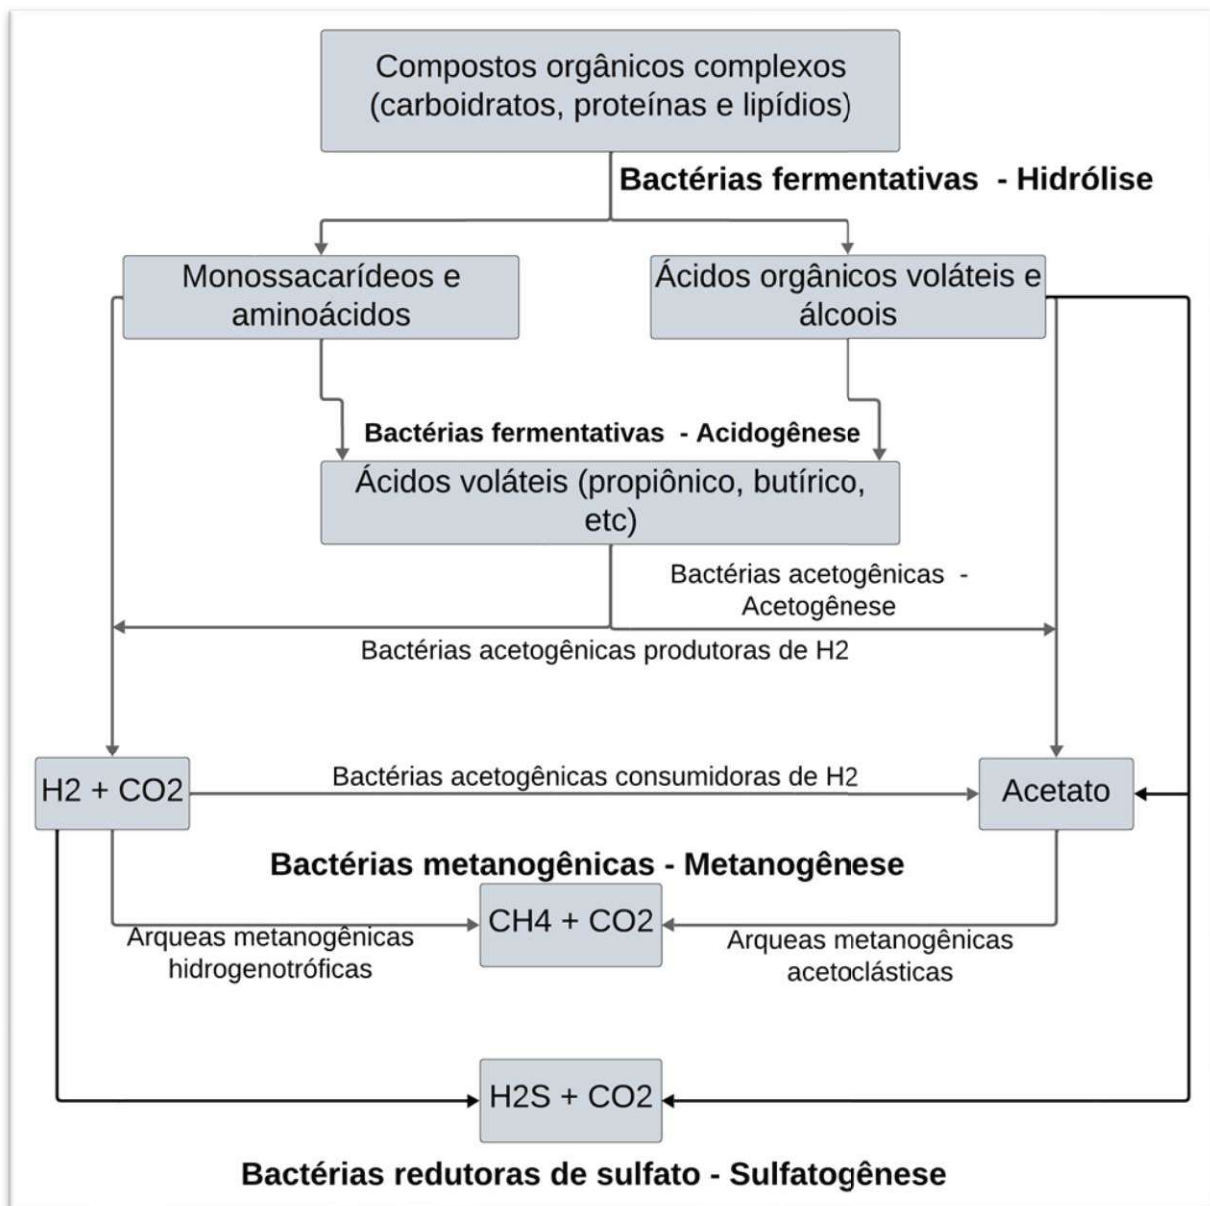 Compostos orgânicos complexos
(carboidratos, proteínas e lipídios)
Bactérias fermentativas - Hidrólise
Monossacarídeos e
aminoácidos
Ácidos orgânicos voláteis e
álcoois
Bactérias fermentativas - Acidogênese
Ácidos voláteis (propiônico, butírico,
etc)
Bactérias acetogênicas -
Acetogênese
Bactérias acetogênicas produtoras de H2
H2 + CO2
Bactérias acetogênicas consumidoras de H2
Acetato
Bactérias metanogênicas - Metanogênese
CH4 + CO2
Arqueas metanogênicas
hidrogenotróficas
Arqueas metanogênicas
acetoclásticas
H2S + CO2
Bactérias redutoras de sulfato - Sulfatogênese